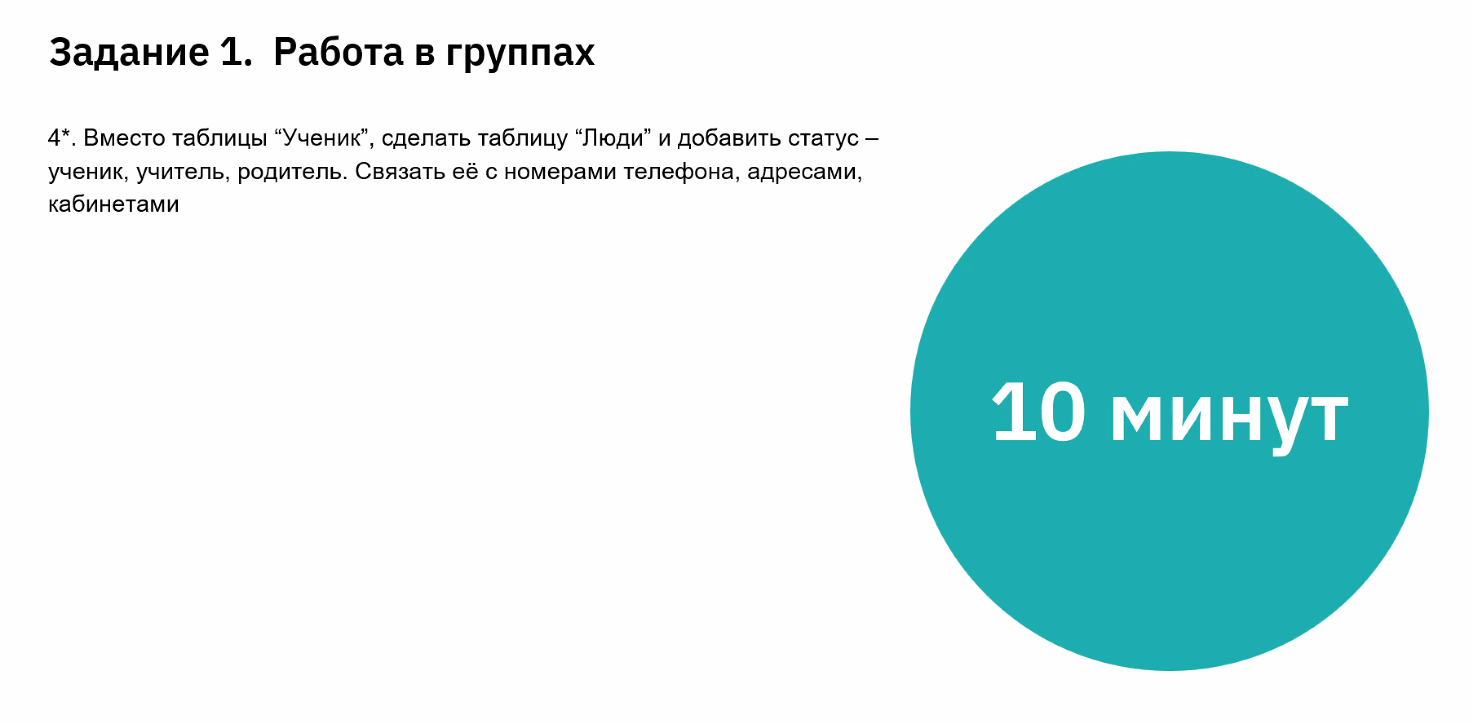 Задание 1.  Работа в группах
4*. Вместо таблицы “Ученик”, сделать таблицу “Люди” и добавить статус –
ученик, учитель, родитель. Связать её с номерами телефона, адресами,
кабинетами
10 минут